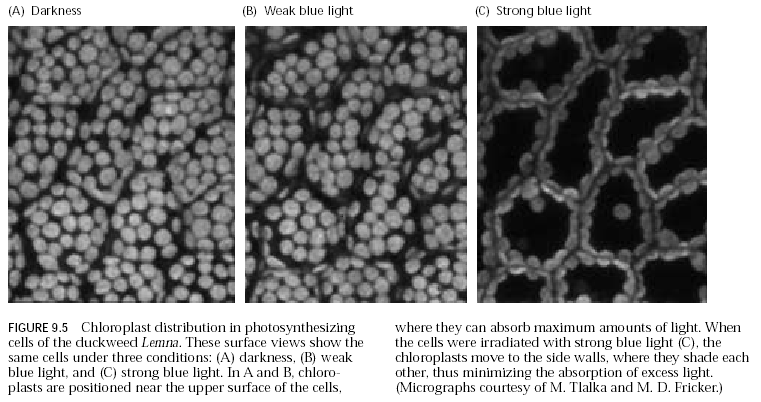 (A) Darkness
(B) Weak blue light
(C) Strong blue light
FIGURE 9.5 Chloroplast distribution in photosynthesizing
cells of the duckweed Lemna. These surface views show the
same cells under three conditions: (A) darkness, (B) weak
blue light, and (C) strong blue light. In A and B, chloro-
plasts are positioned near the upper surface of the cells,
where they can absorb maximum amounts of light. When
the cells were irradiated with strong blue light (C), the
chloroplasts move to the side walls, where they shade each
other, thus minimizing the absorption of excess light.
(Micrographs courtesy of M. Tlalka and M. D. Fricker.)